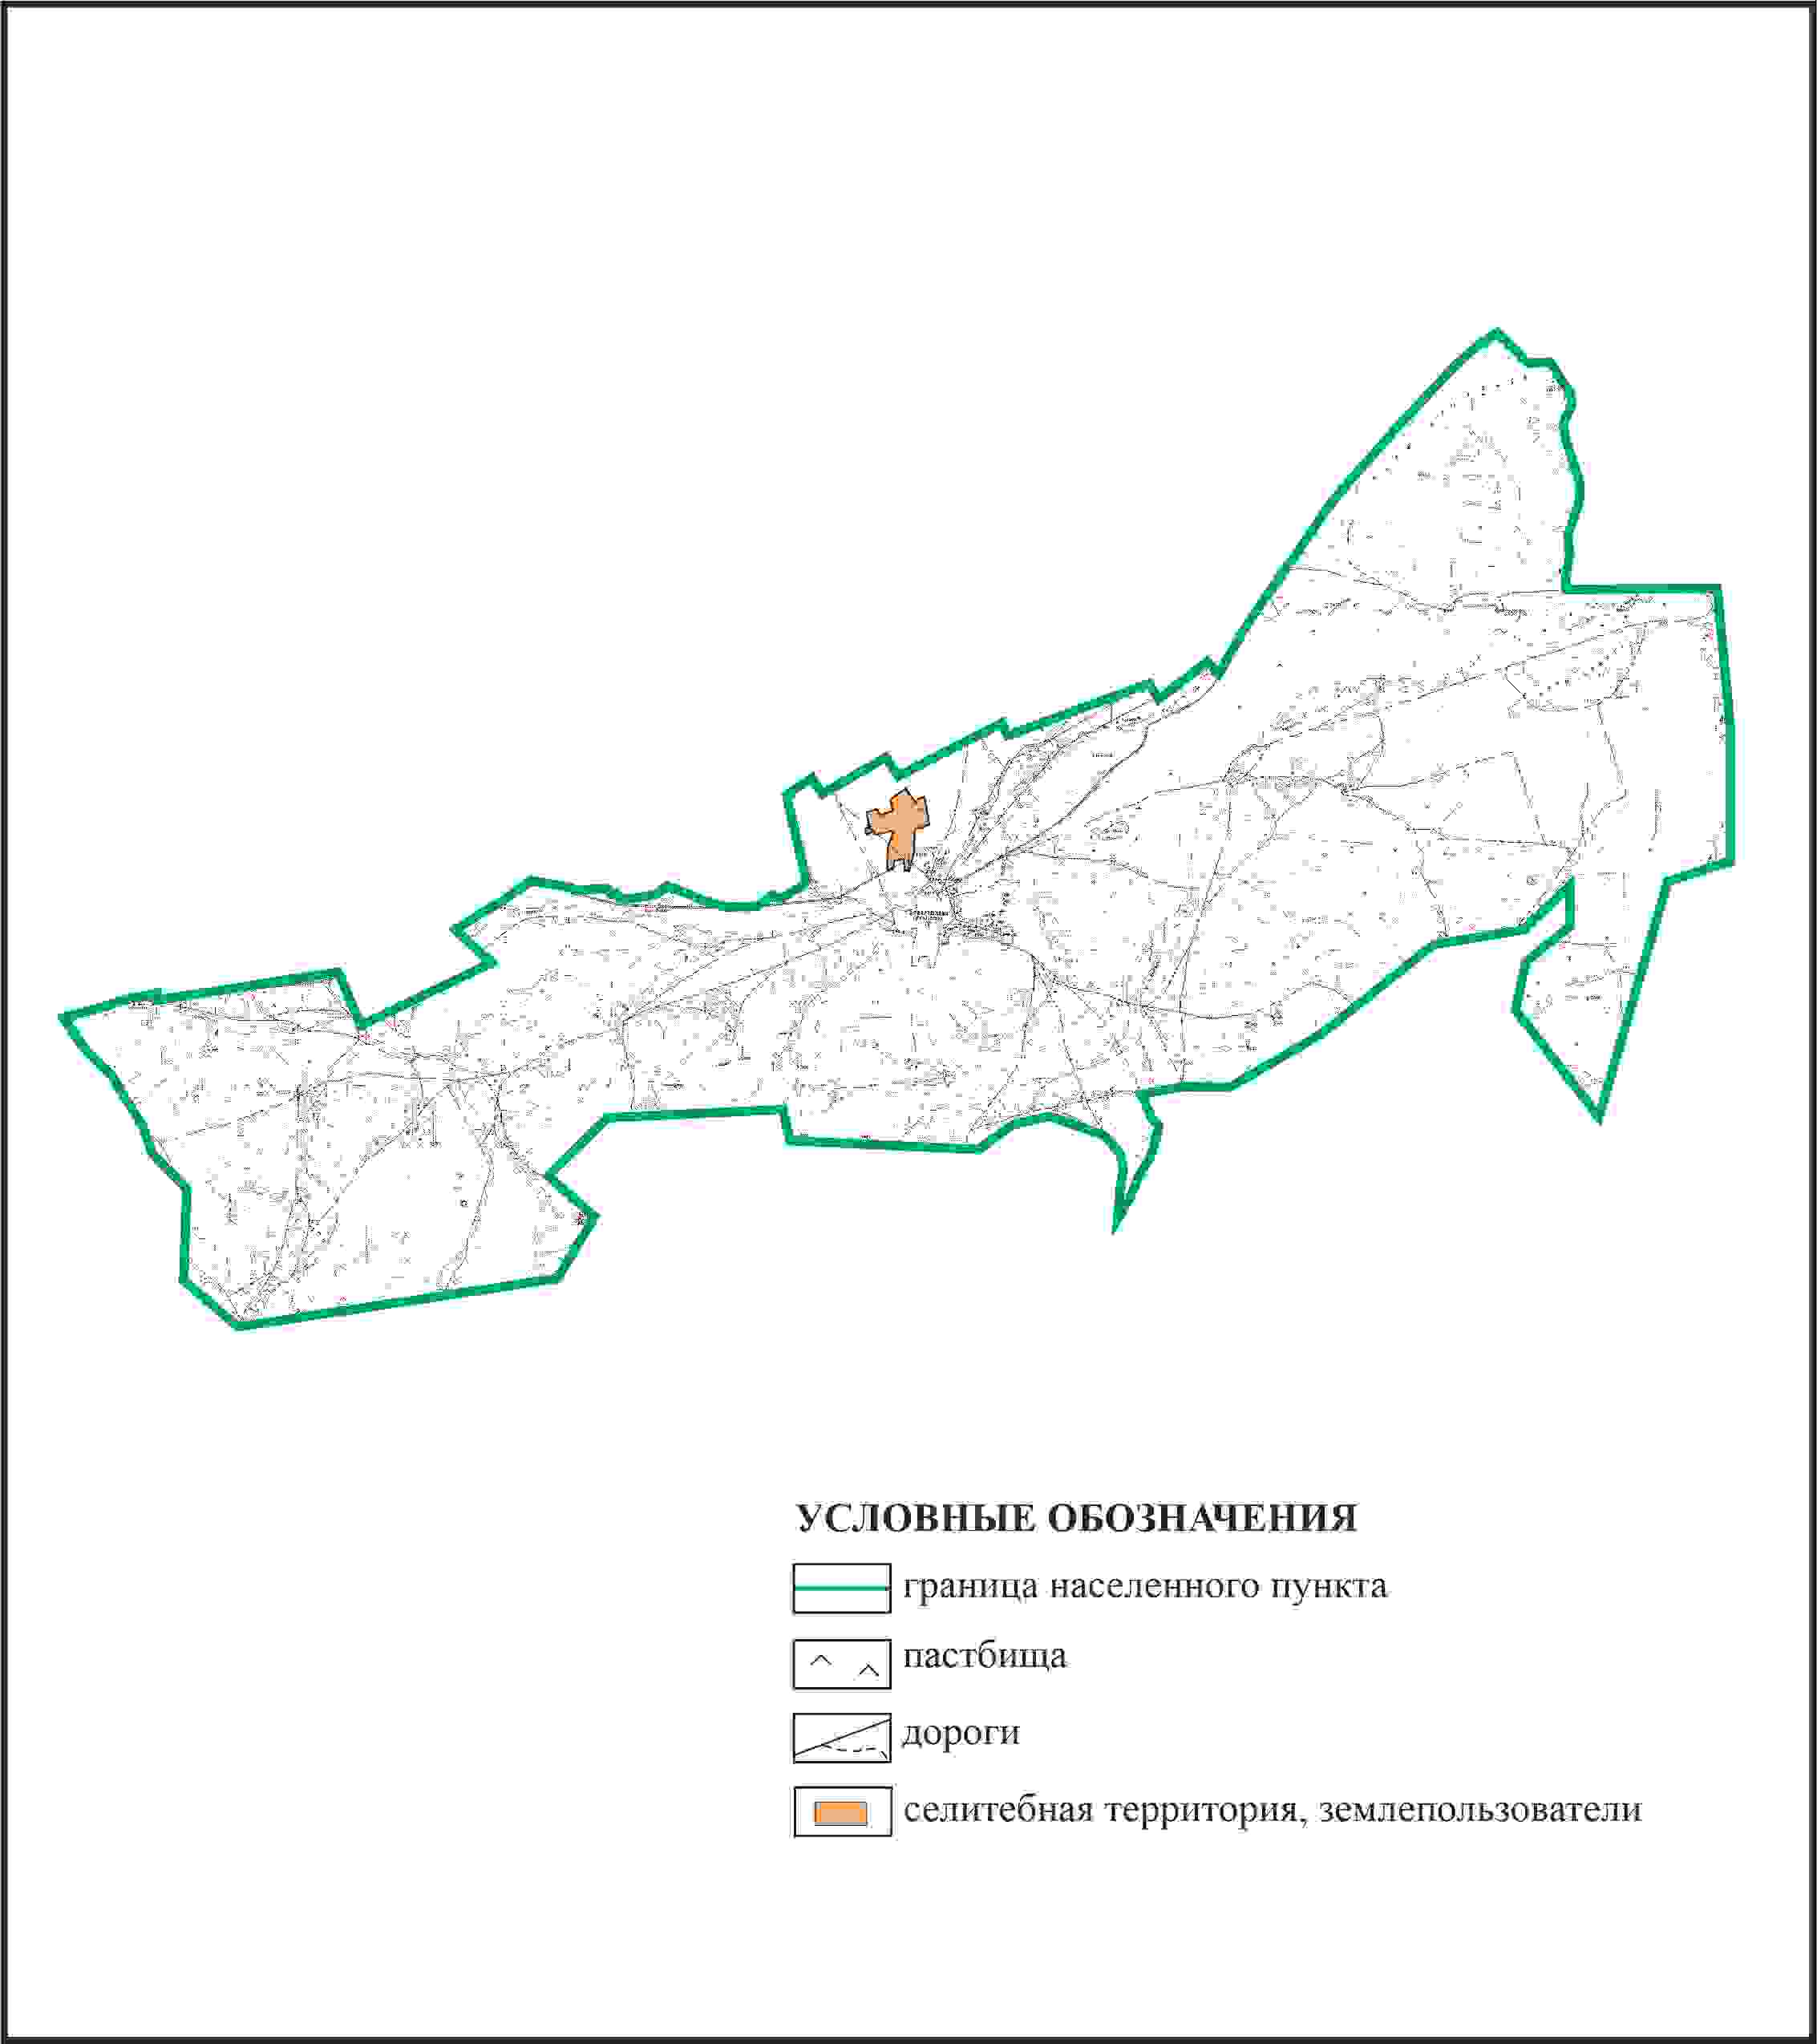 УСЛОВНЫЕ ОБОЗНАЧЕНИЯ
граница населенного пункта
пастбища
дороги
селитебная территория, землепользователи